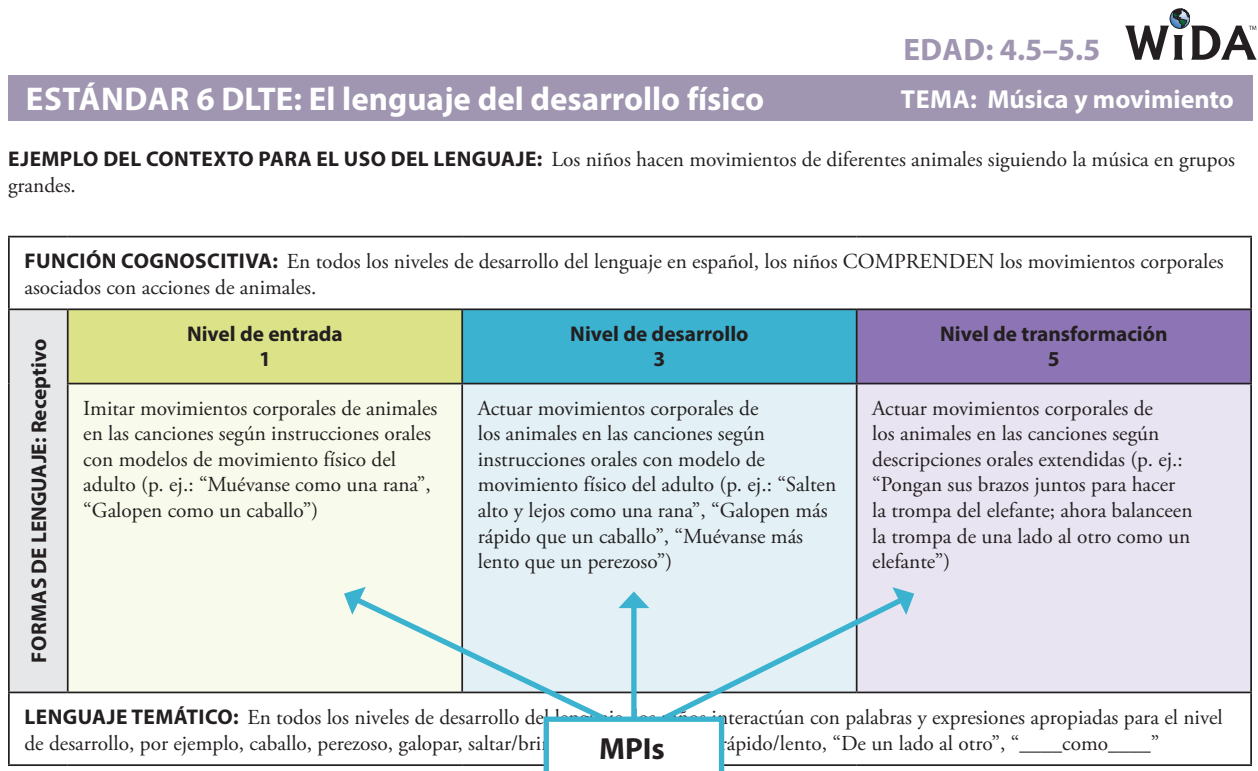 EDAD: 4.5–5.5 WIDA™
ESTÁNDAR 6 DLTE: El lenguaje del desarrollo físico TEMA: Música y movimiento
EJEMPLO DEL CONTEXTO PARA EL USO DEL LENGUAJE: Los niños hacen movimientos de diferentes animales siguiendo la música en grupos
grandes.
FUNCIÓN COGNOSCITIVA: En todos los niveles de desarrollo del lenguaje en español, los niños COMPRENDEN los movimientos corporales
asociados con acciones de animales.
FORMAS DE LENGUAJE: Receptivo
Nivel de entrada
1
Imitar movimientos corporales de animales
en las canciones según instrucciones orales
con modelos de movimiento físico del
adulto (p. ej.: “Muévanse como una rana”,
“Galopen como un caballo”)
Nivel de desarrollo
3
Actuar movimientos corporales de
los animales en las canciones según
instrucciones orales con modelo de
movimiento físico del adulto (p. ej.: “Salten
alto y lejos como una rana”, “Galopen más
rápido que un caballo”, “Muévanse más
lento que un perezoso”)
Nivel de transformación
5
Actuar movimientos corporales de
los animales en las canciones según
descripciones orales extendidas (p. ej.:
“Pongan sus brazos juntos para hacer
la trompa del elefante; ahora balanceen
la trompa de una lado al otro como un
elefante”)
LENGUAJE TEMÁTICO: En todos los niveles de desarrollo del interactúan con palabras y expresiones apropiadas para el nivel
de desarrollo, por ejemplo, caballo, perezoso, galopar, saltar/ rápido/lento, “De un lado al otro”, “____como____”
MPIs